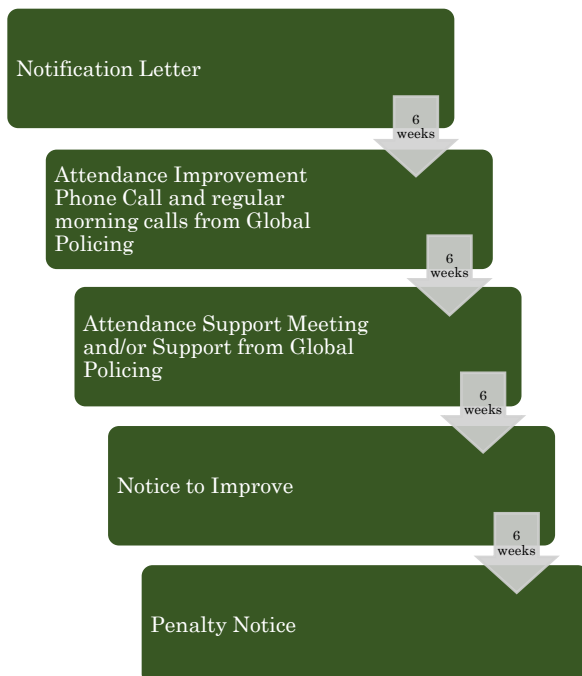 Notification Letter
6
weeks
Attendance Improvement
Phone Call and regular
morning calls from Global
Policing
6
weeks
Attendance Support Meeting
and/or Support from Global
Policing
6
weeks
Notice to Improve
6
weeks
Penalty Notice